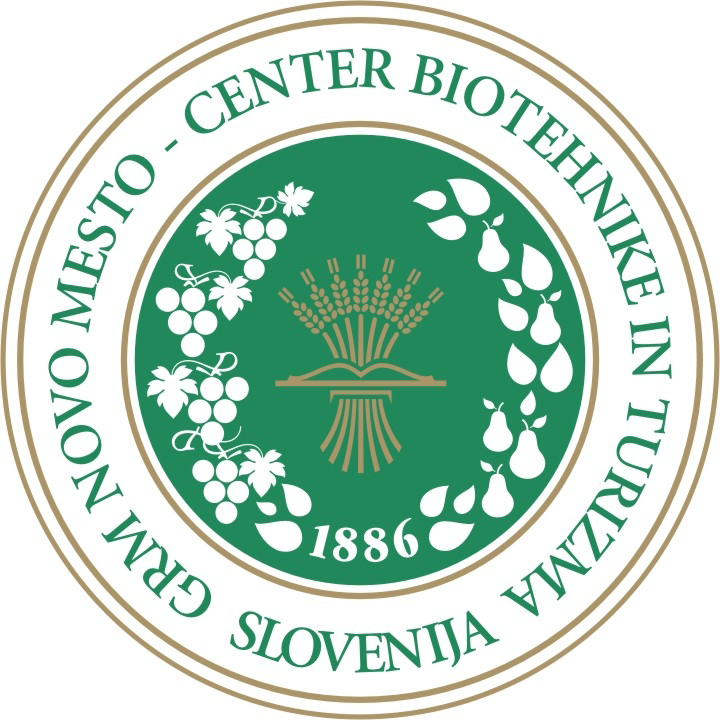 GRM NOVO MESTO - CENTER BIOTEHNIKE IN TURIZMA
SLOVENIJA
1886